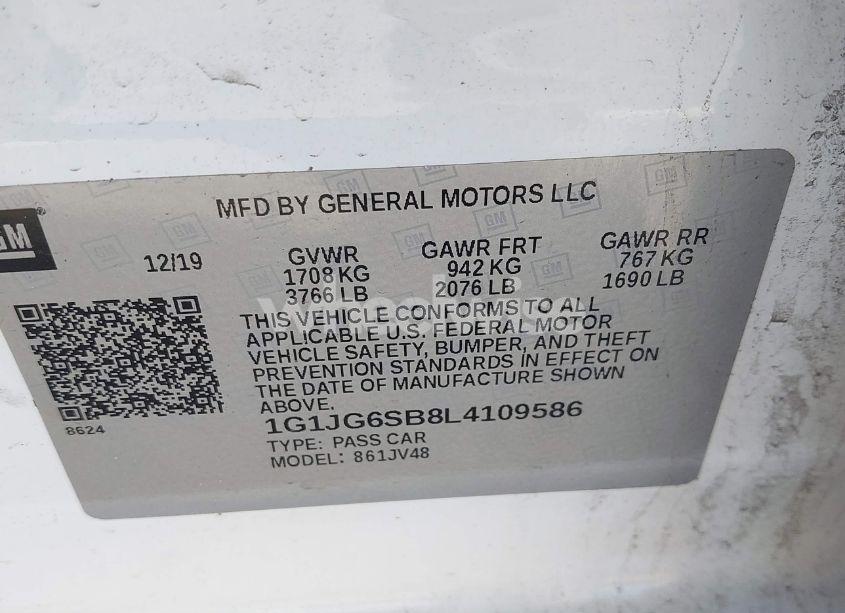 MFD BY GENERAL MOTORS LLC
GM
12/19
GVWR GAWR FRT GAWR RR
1708 KG 942 KG 767 KG
3766 LB 2076 LB 1690 LB
THIS VEHICLE CONFORMS TO ALL
APPLICABLE U.S. FEDERAL MOTOR
VEHICLE SAFETY, BUMPER, AND THEFT
PREVENTION STANDARDS IN EFFECT ON
THE DATE OF MANUFACTURE SHOWN
ABOVE.
8624
1G1JG6SB8L4109586
TYPE: PASS CAR
MODEL: 861JV48